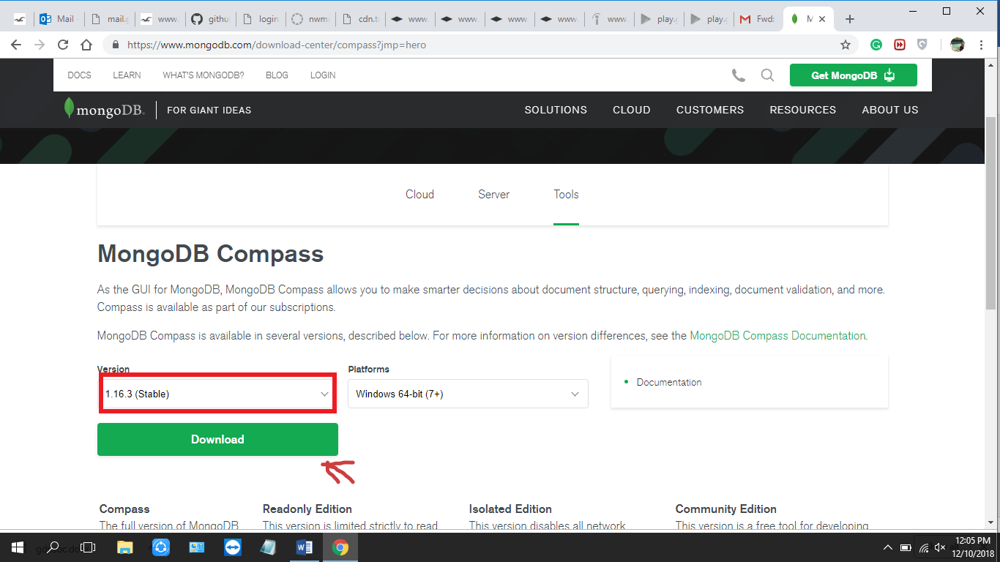 Mail
mail.g
www.
githu
login
nwm
cdn.t
www.
www.
www.
www.
www.
play.g
play.g
Fwd:
M
https://www.mongodb.com/download-center/compass?jmp=hero
DOCS LEARN WHAT'S MONGODB? BLOG LOGIN
Get MongoDB
mongoDB. FOR GIANT IDEAS
SOLUTIONS CLOUD CUSTOMERS RESOURCES ABOUT US
Cloud Server Tools
MongoDB Compass
As the GUI for MongoDB, MongoDB Compass allows you to make smarter decisions about document structure, querying, indexing, document validation, and more.
Compass is available as part of our subscriptions.
MongoDB Compass is available in several versions, described below. For more information on version differences, see the MongoDB Compass Documentation.
Version
1.16.3 (Stable)
Platforms
Windows 64-bit (7+)
Documentation
Download
Compass
The full version of MongoDB
Readonly Edition
This version is limited strictly to read
Isolated Edition
This version disables all network
Community Edition
This version is a free tool for developing
12:05 PM
12/10/2018